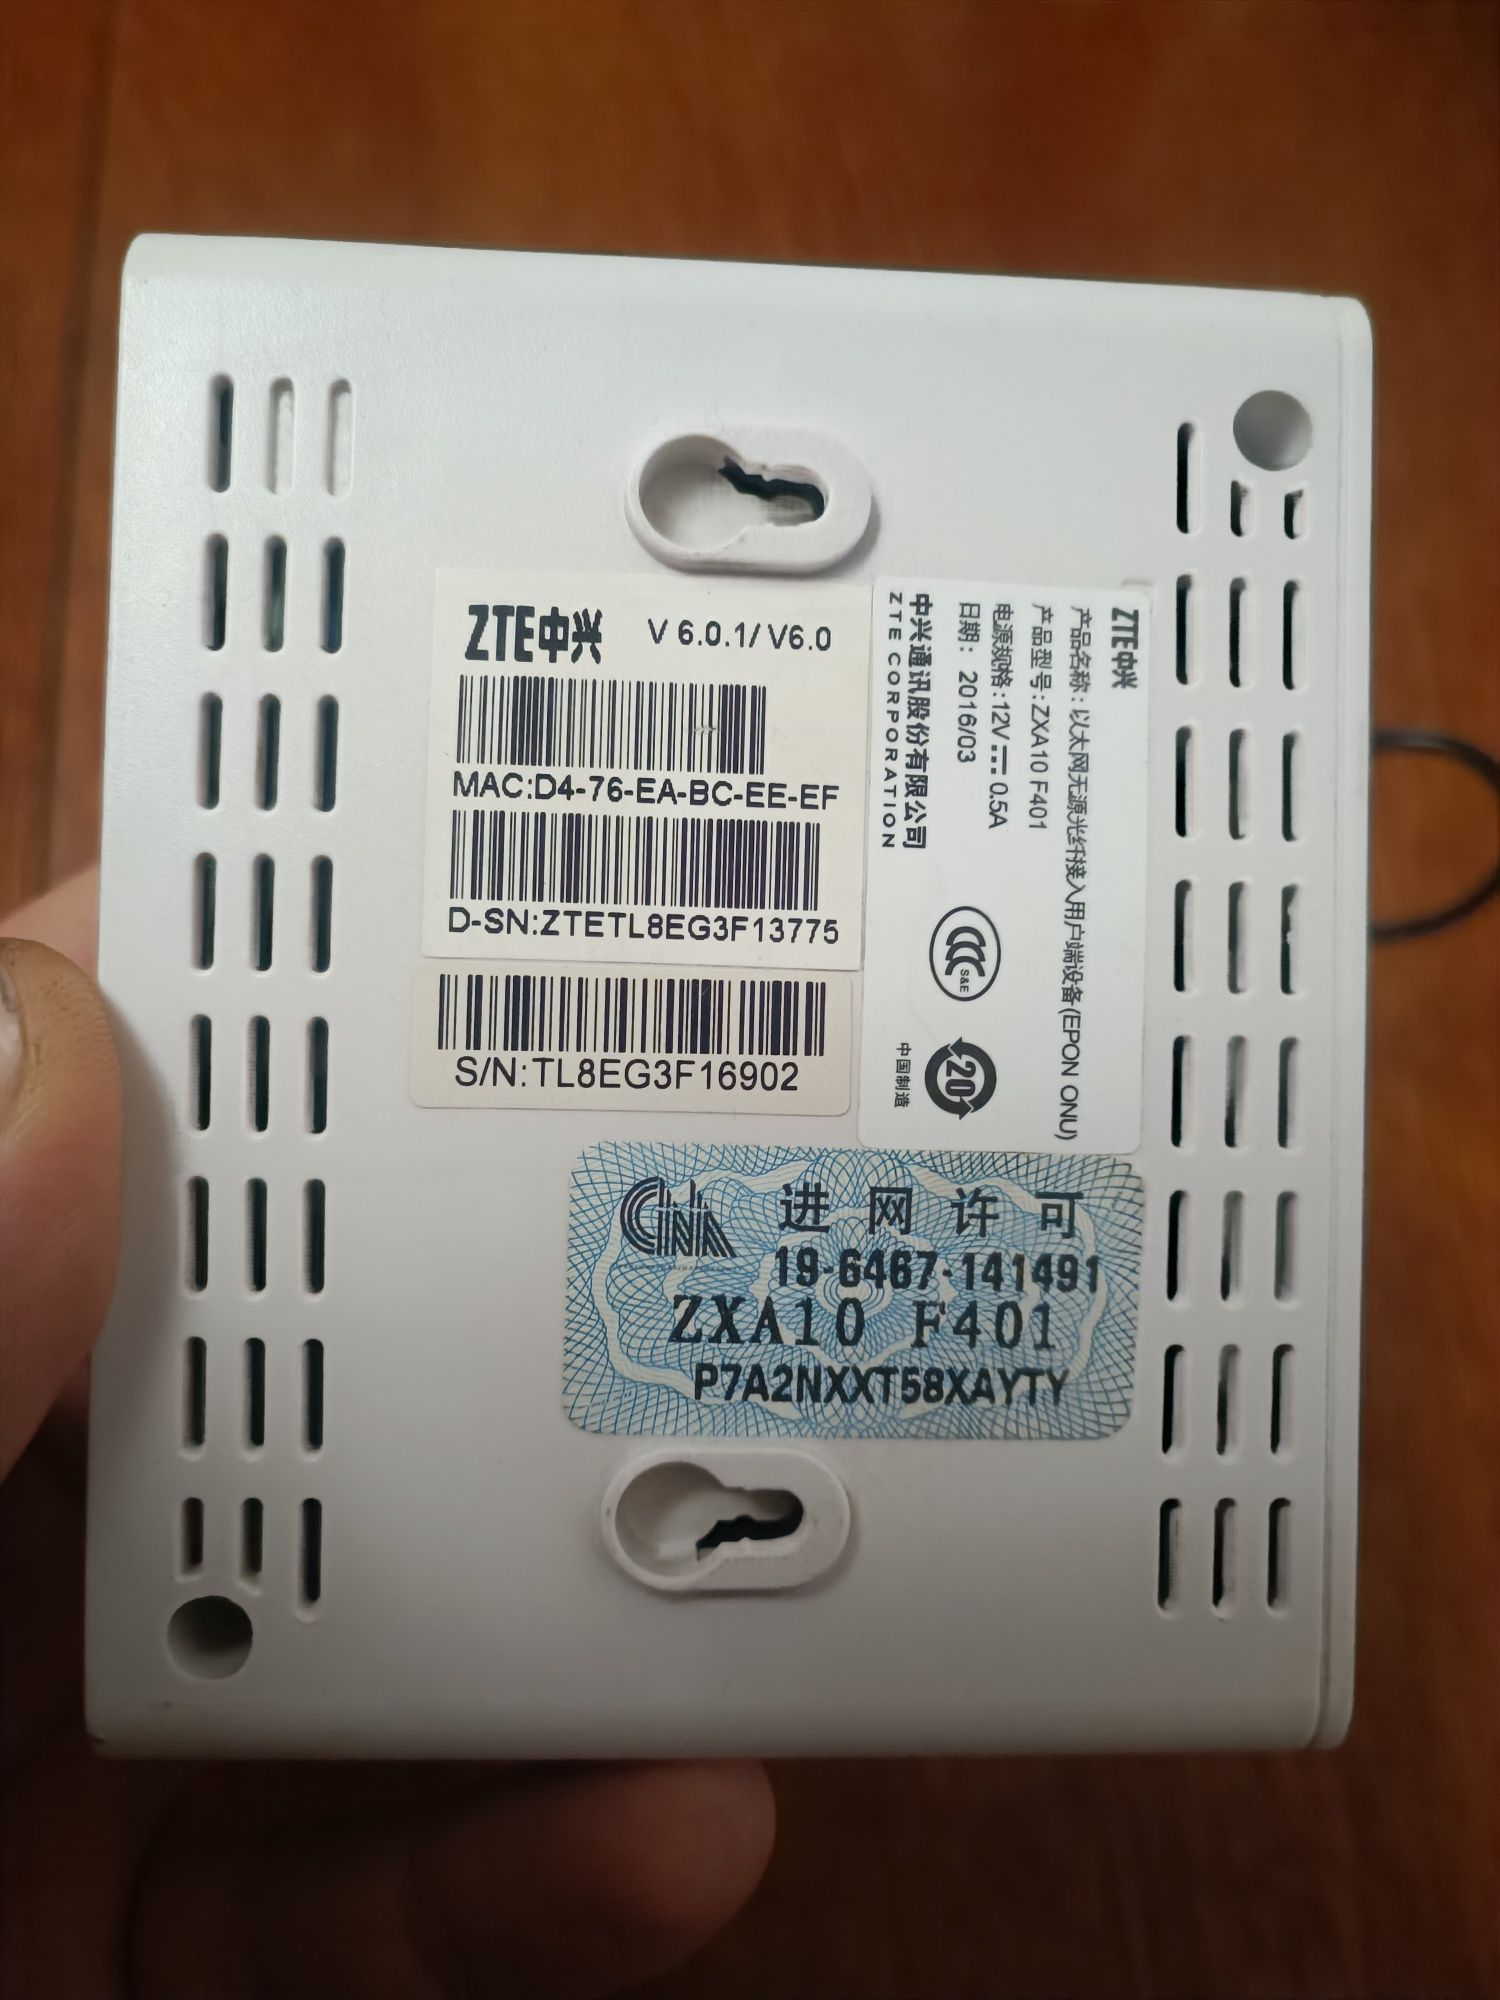 ZTE中兴 V 6.0.1/ V6.0
MAC:D4-76-EA-BC-EE-EF
D-SN:ZTETL8EG3F13775
S/N:TL8EG3F16902
ZTE中兴
产品名称:以太网无源光纤接入用户端设备(EPON ONU)
产品型号:ZXA10 F401
电源规格:12V⎓0.5A
日期: 2016/03
中兴通讯股份有限公司
ZTE CORPORATION
CCC S&E
20
中国制造
进网许可
19-6467-141491
ZXA10 F401
P7A2NXXT58XAYTY